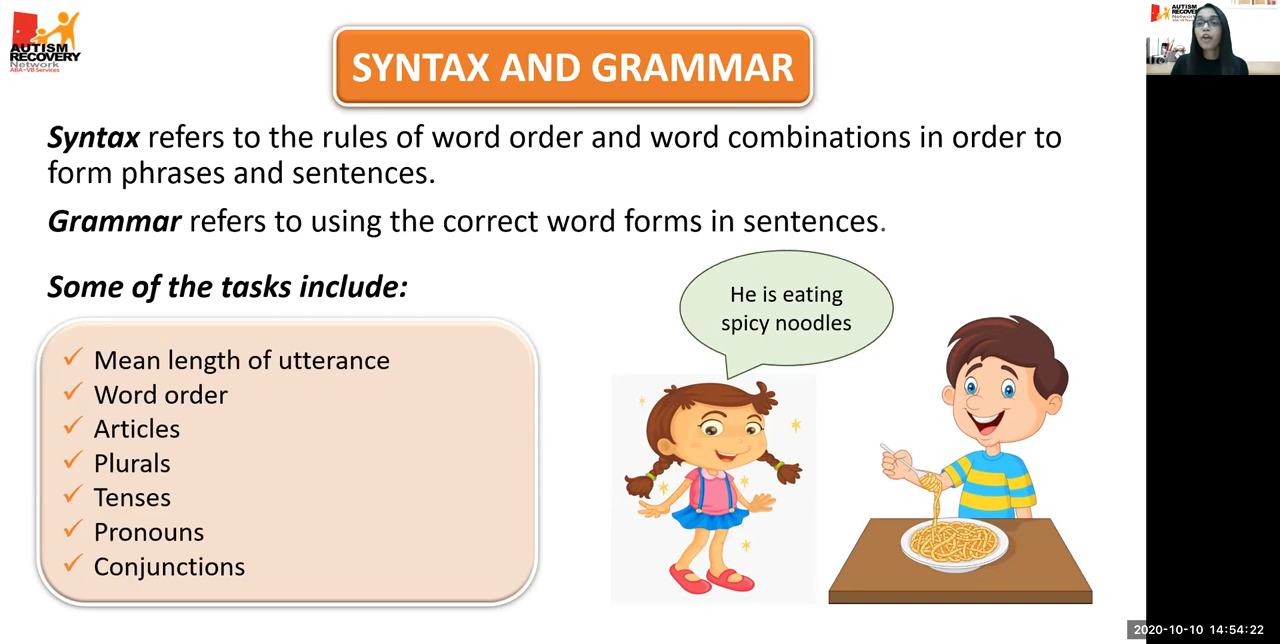 AUTISM
RECOVERY
Network
ABA-VB Services
SYNTAX AND GRAMMAR
Syntax refers to the rules of word order and word combinations in order to
form phrases and sentences.
Grammar refers to using the correct word forms in sentences.
Some of the tasks include:
✓ Mean length of utterance
✓ Word order
✓ Articles
✓ Plurals
✓ Tenses
✓ Pronouns
✓ Conjunctions
He is eating
spicy noodles
AUTISM
2020-10-10 14:54:22